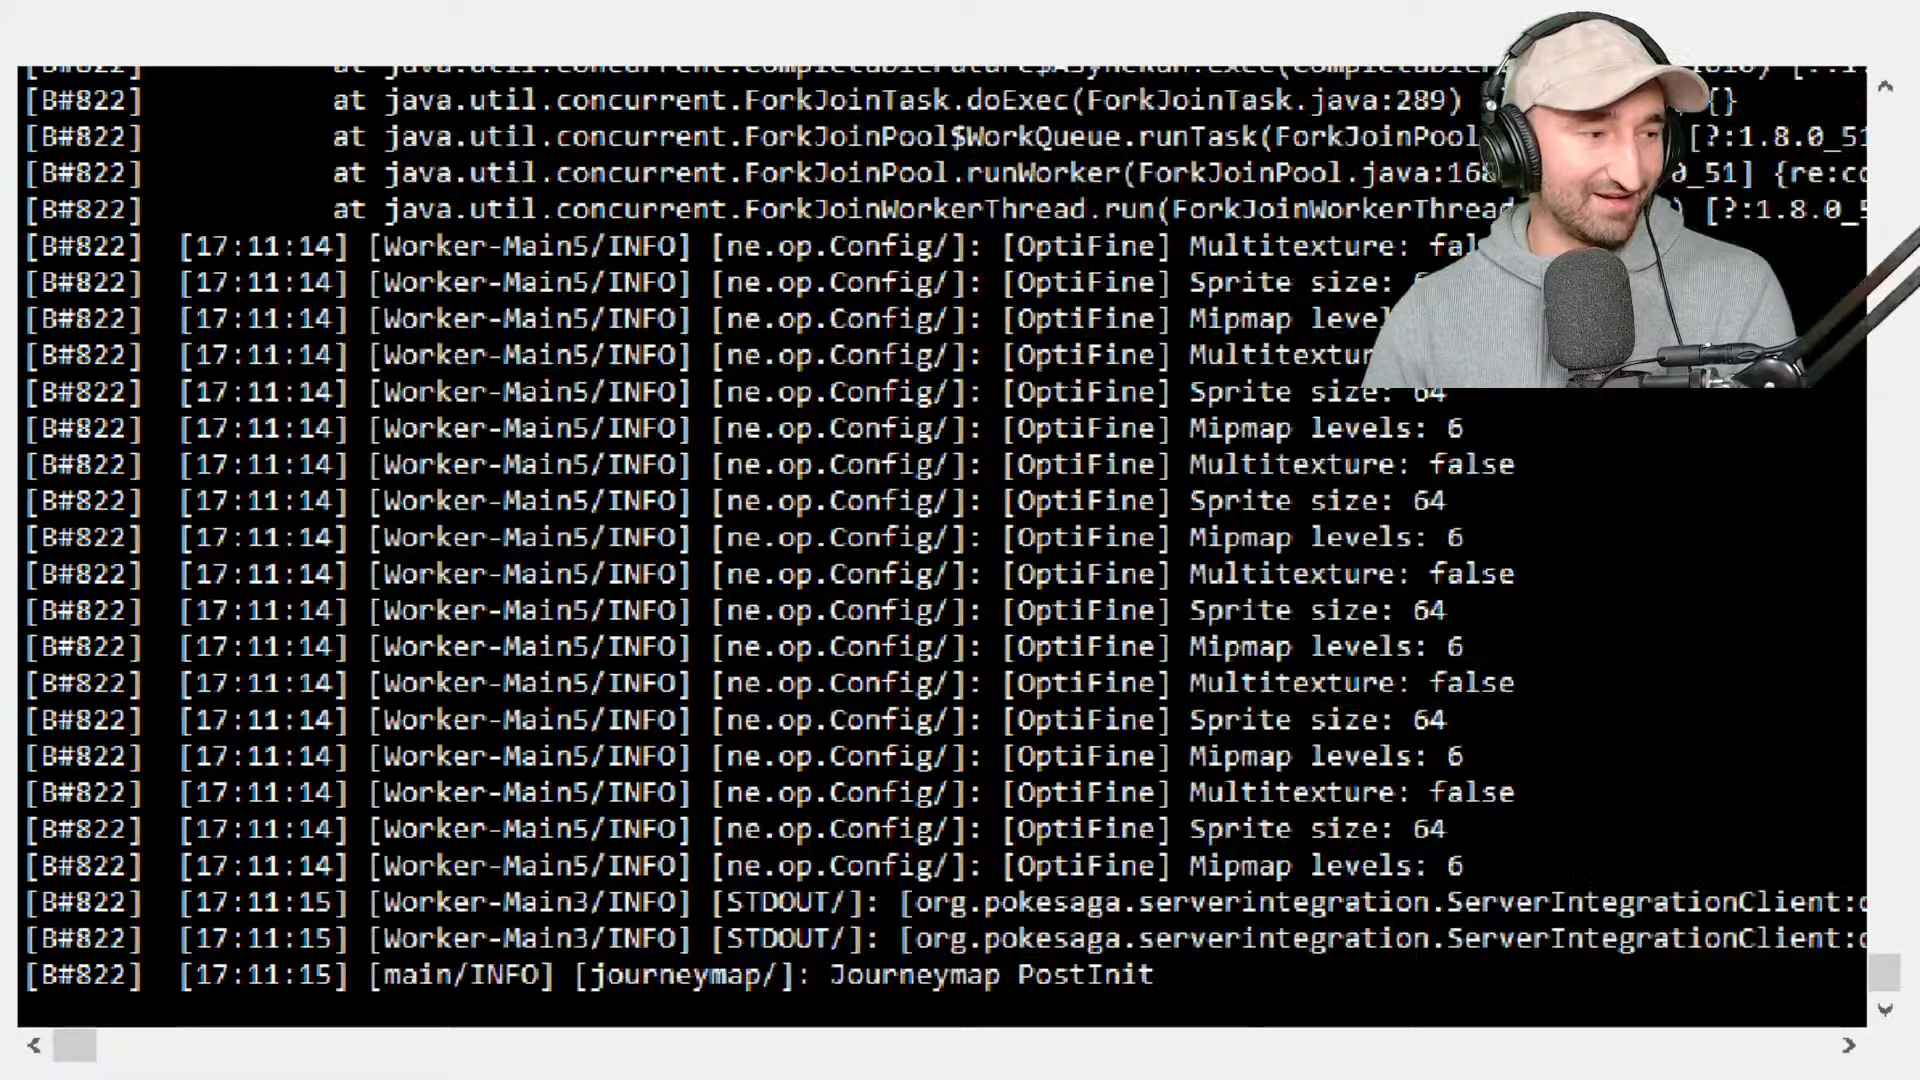 [B#822] at java.util.concurrent.ForkJoinTask.doExec(ForkJoinTask.java:289) {}
[B#822] at java.util.concurrent.ForkJoinPool$WorkQueue.runTask(ForkJoinPool [?:1.8.0_51
[B#822] at java.util.concurrent.ForkJoinPool.runWorker(ForkJoinPool.java:168 0_51] {re:co
[B#822] at java.util.concurrent.ForkJoinWorkerThread.run(ForkJoinWorkerThread ) [?:1.8.0_5
[B#822] [17:11:14] [Worker-Main5/INFO] [ne.op.Config/]: [OptiFine] Multitexture: fal
[B#822] [17:11:14] [Worker-Main5/INFO] [ne.op.Config/]: [OptiFine] Sprite size:
[B#822] [17:11:14] [Worker-Main5/INFO] [ne.op.Config/]: [OptiFine] Mipmap level
[B#822] [17:11:14] [Worker-Main5/INFO] [ne.op.Config/]: [OptiFine] Multitextur
[B#822] [17:11:14] [Worker-Main5/INFO] [ne.op.Config/]: [OptiFine] Sprite size: 64
[B#822] [17:11:14] [Worker-Main5/INFO] [ne.op.Config/]: [OptiFine] Mipmap levels: 6
[B#822] [17:11:14] [Worker-Main5/INFO] [ne.op.Config/]: [OptiFine] Multitexture: false
[B#822] [17:11:14] [Worker-Main5/INFO] [ne.op.Config/]: [OptiFine] Sprite size: 64
[B#822] [17:11:14] [Worker-Main5/INFO] [ne.op.Config/]: [OptiFine] Mipmap levels: 6
[B#822] [17:11:14] [Worker-Main5/INFO] [ne.op.Config/]: [OptiFine] Multitexture: false
[B#822] [17:11:14] [Worker-Main5/INFO] [ne.op.Config/]: [OptiFine] Sprite size: 64
[B#822] [17:11:14] [Worker-Main5/INFO] [ne.op.Config/]: [OptiFine] Mipmap levels: 6
[B#822] [17:11:14] [Worker-Main5/INFO] [ne.op.Config/]: [OptiFine] Multitexture: false
[B#822] [17:11:14] [Worker-Main5/INFO] [ne.op.Config/]: [OptiFine] Sprite size: 64
[B#822] [17:11:14] [Worker-Main5/INFO] [ne.op.Config/]: [OptiFine] Mipmap levels: 6
[B#822] [17:11:14] [Worker-Main5/INFO] [ne.op.Config/]: [OptiFine] Multitexture: false
[B#822] [17:11:14] [Worker-Main5/INFO] [ne.op.Config/]: [OptiFine] Sprite size: 64
[B#822] [17:11:14] [Worker-Main5/INFO] [ne.op.Config/]: [OptiFine] Mipmap levels: 6
[B#822] [17:11:15] [Worker-Main3/INFO] [STDOUT/]: [org.pokesaga.serverintegration.ServerIntegrationClient:
[B#822] [17:11:15] [Worker-Main3/INFO] [STDOUT/]: [org.pokesaga.serverintegration.ServerIntegrationClient:
[B#822] [17:11:15] [main/INFO] [journeymap/]: Journeymap PostInit